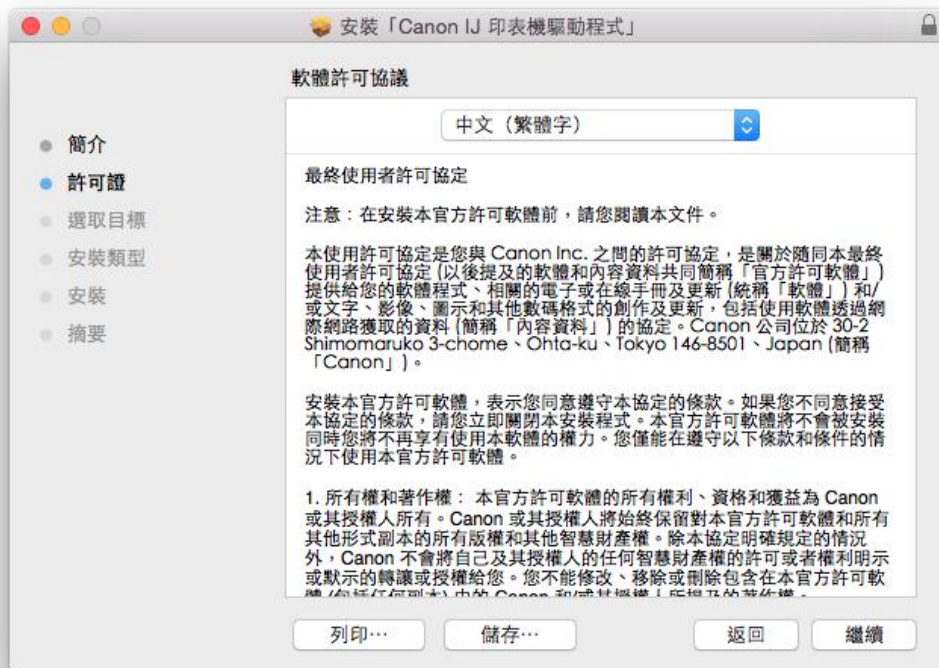 安裝「Canon IJ 印表機驅動程式」
簡介
許可證
選取目標
安裝類型
安裝
摘要
軟體許可協議
中文（繁體字）
最終使用者許可協定
注意：在安裝本官方許可軟體前，請您閱讀本文件。
本使用許可協定是您與 Canon Inc. 之間的許可協定，是關於隨同本最終
使用者許可協定 (以後提及的軟體和內容資料共同簡稱「官方許可軟體」)
提供給您的軟體程式、相關的電子或在線手冊及更新 (統稱「軟體」) 和/
或文字、影像、圖示和其他數碼格式的創作及更新，包括使用軟體透過網
際網路獲取的資料 (簡稱「內容資料」) 的協定。Canon 公司位於 30-2
Shimomaruko 3-chome、Ohta-ku、Tokyo 146-8501、Japan (簡稱
「Canon」)。
安裝本官方許可軟體，表示您同意遵守本協定的條款。如果您不同意接受
本協定的條款，請您立即關閉本安裝程式。本官方許可軟體將不會被安裝
同時您將不再享有使用本軟體的權力。您僅能在遵守以下條款和條件的情
況下使用本官方許可軟體。
1. 所有權和著作權： 本官方許可軟體的所有權利、資格和獲益為 Canon
或其授權人所有。Canon 或其授權人將始終保留對本官方許可軟體和所有
其他形式副本的所有版權和其他智慧財產權。除本協定明確規定的情況
外，Canon 不會將自己及其授權人的任何智慧財產權的許可或者權利明示
或默示的轉讓或授權給您。您不能修改、移除或刪除包含在本官方許可軟
體 (包括任何副本) 中的 Canon 和/或其授權人所提及的著作權。
列印…
儲存…
返回
繼續